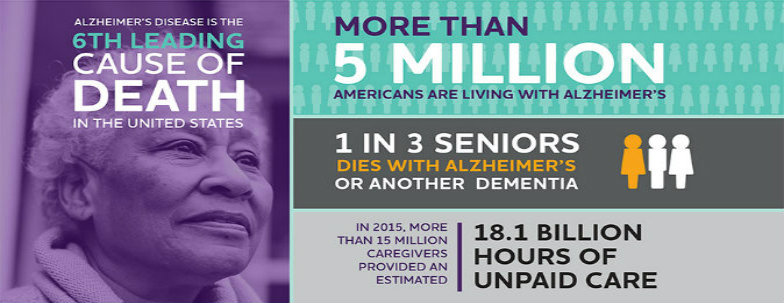 ALZHEIMER'S DISEASE IS THE
6TH LEADING
CAUSE OF
DEATH
IN THE UNITED STATES
MORE THAN
5 MILLION
AMERICANS ARE LIVING WITH ALZHEIMER'S
1 IN 3 SENIORS
DIES WITH ALZHEIMER'S
OR ANOTHER DEMENTIA
IN 2015, MORE
THAN 15 MILLION
CAREGIVERS
PROVIDED AN
ESTIMATED
18.1 BILLION
HOURS OF
UNPAID CARE